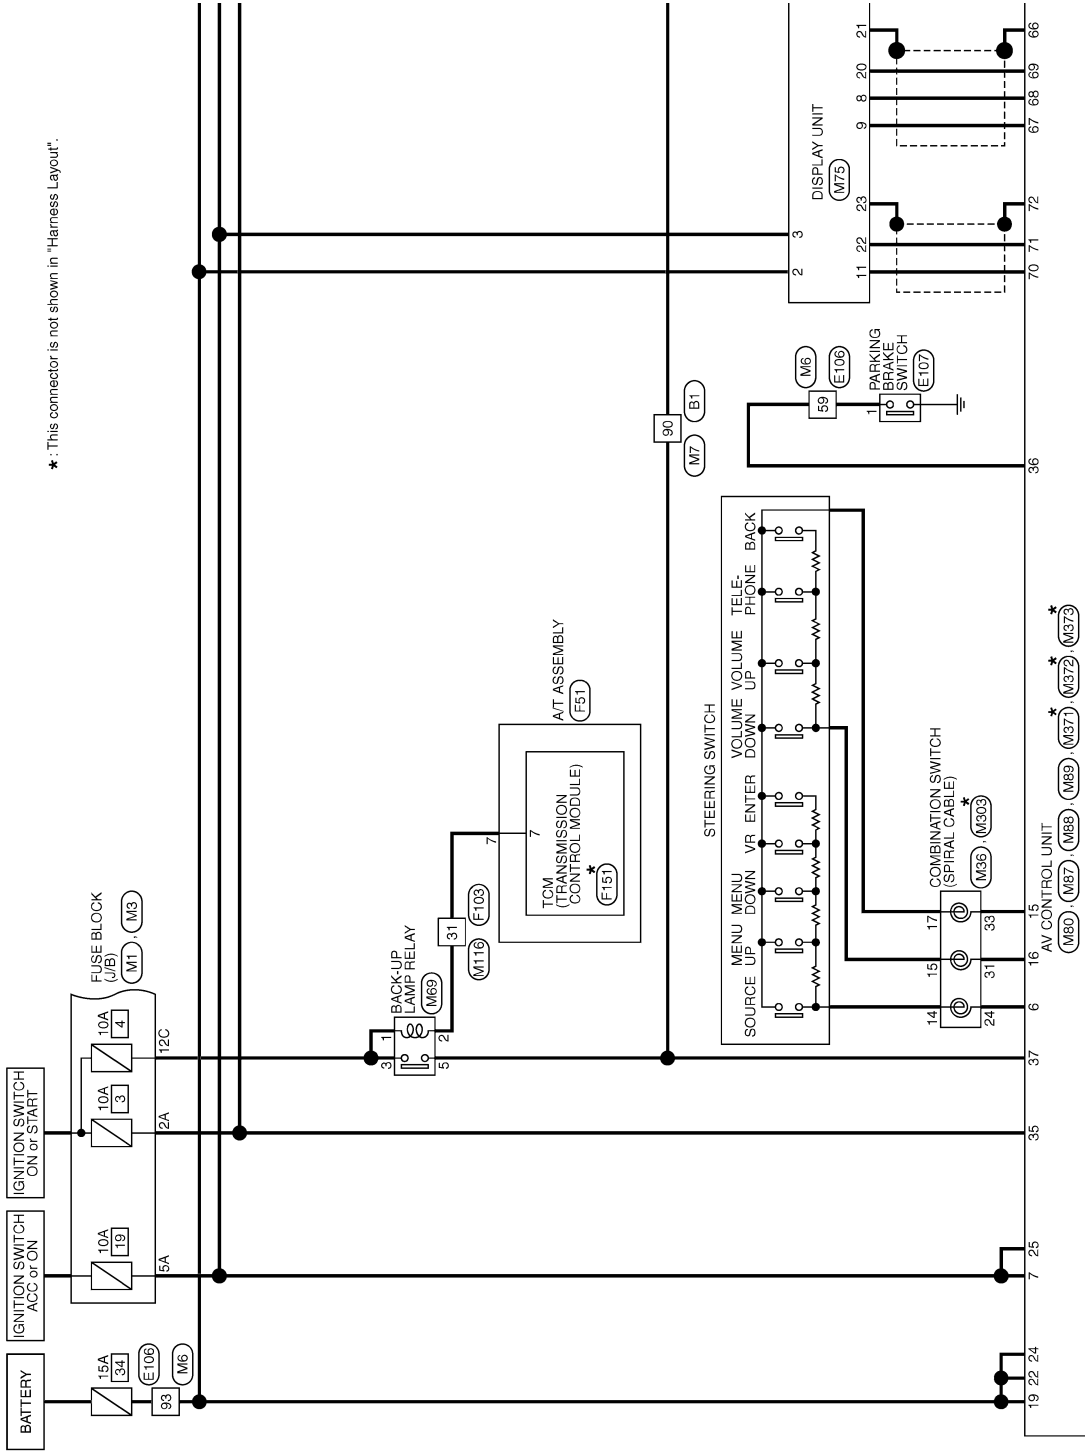 ★ : This connector is not shown in "Harness Layout".
BATTERY
15A
34
E106
93
M6
IGNITION SWITCH
ACC or ON
IGNITION SWITCH
ON or START
FUSE BLOCK
(J/B)
M1 , M3
10A
19
10A
3
10A
4
5A
2A
12C
BACK-UP
LAMP RELAY
M69
1
2
3
5
31
M116
F103
A/T ASSEMBLY
F51
7
7
TCM
(TRANSMISSION
CONTROL MODULE)
★
F151
90
M7
B1
STEERING SWITCH
SOURCE
MENU
UP
MENU
DOWN
VR
ENTER
VOLUME
DOWN
VOLUME
UP
TELE-
PHONE
BACK
COMBINATION SWITCH
(SPIRAL CABLE)
M36 , M303 ★
14
15
17
24
31
33
M6
59
E106
PARKING
BRAKE
SWITCH
E107
1
DISPLAY UNIT
M75
2
3
11
22
23
9
8
20
21
19
22
24
7
25
35
37
6
16
15
36
70
71
72
67
68
69
66
AV CONTROL UNIT
M80 , M87 , M88 , M89 , M371 ★ , M372 ★ , M373 ★